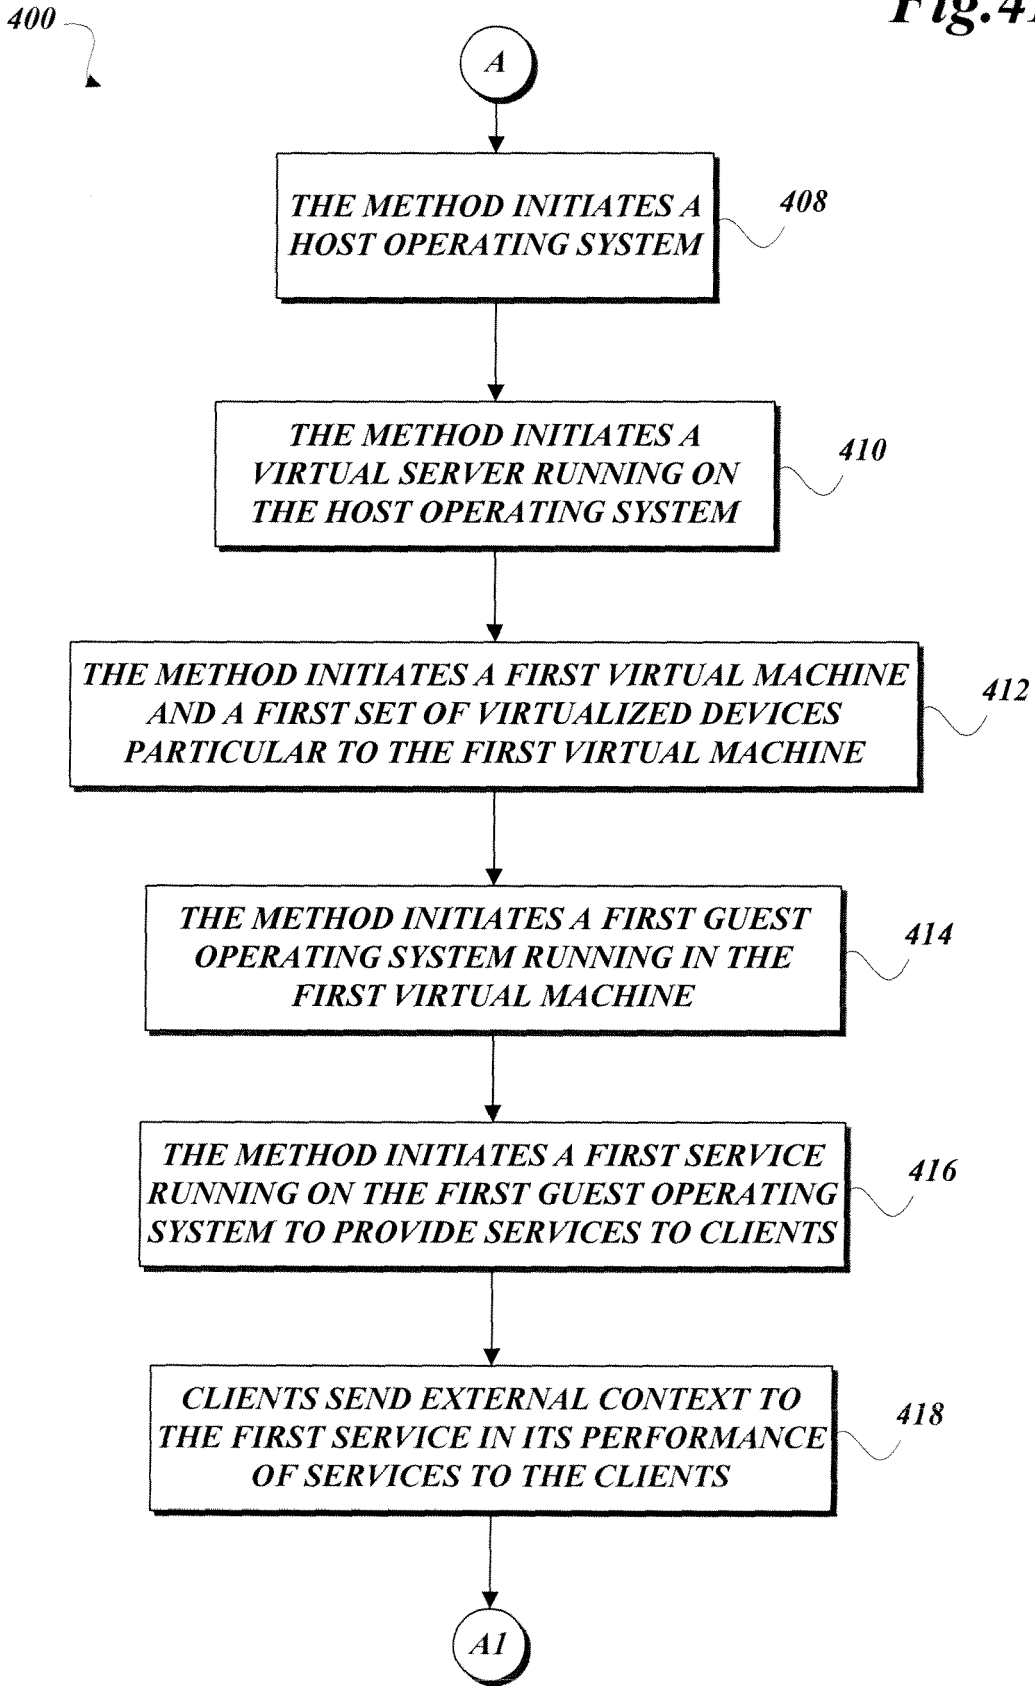 400
A
THE METHOD INITIATES A
HOST OPERATING SYSTEM
408
THE METHOD INITIATES A
VIRTUAL SERVER RUNNING ON
THE HOST OPERATING SYSTEM
410
THE METHOD INITIATES A FIRST VIRTUAL MACHINE
AND A FIRST SET OF VIRTUALIZED DEVICES
PARTICULAR TO THE FIRST VIRTUAL MACHINE
412
THE METHOD INITIATES A FIRST GUEST
OPERATING SYSTEM RUNNING IN THE
FIRST VIRTUAL MACHINE
414
THE METHOD INITIATES A FIRST SERVICE
RUNNING ON THE FIRST GUEST OPERATING
SYSTEM TO PROVIDE SERVICES TO CLIENTS
416
CLIENTS SEND EXTERNAL CONTEXT TO
THE FIRST SERVICE IN ITS PERFORMANCE
OF SERVICES TO THE CLIENTS
418
A1